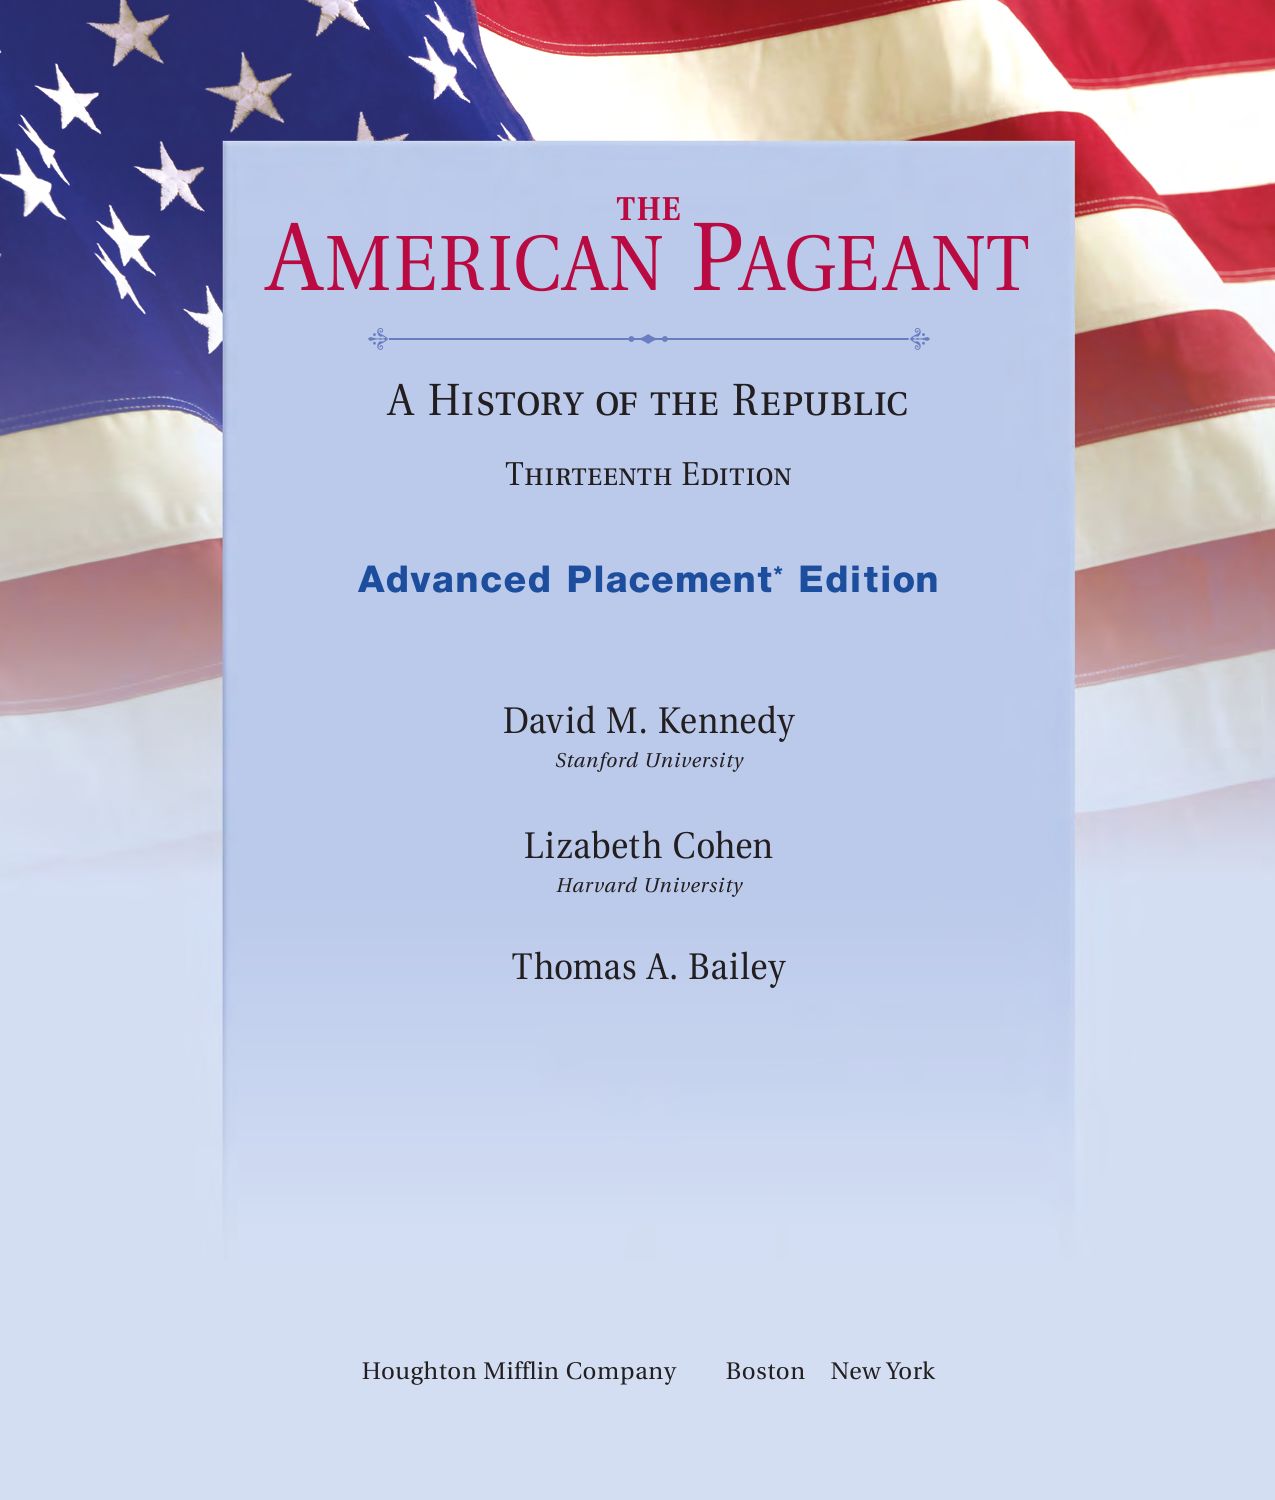 THE
AMERICAN PAGEANT
A HISTORY OF THE REPUBLIC
THIRTEENTH EDITION
Advanced Placement* Edition
David M. Kennedy
Stanford University
Lizabeth Cohen
Harvard University
Thomas A. Bailey
Houghton Mifflin Company Boston New York